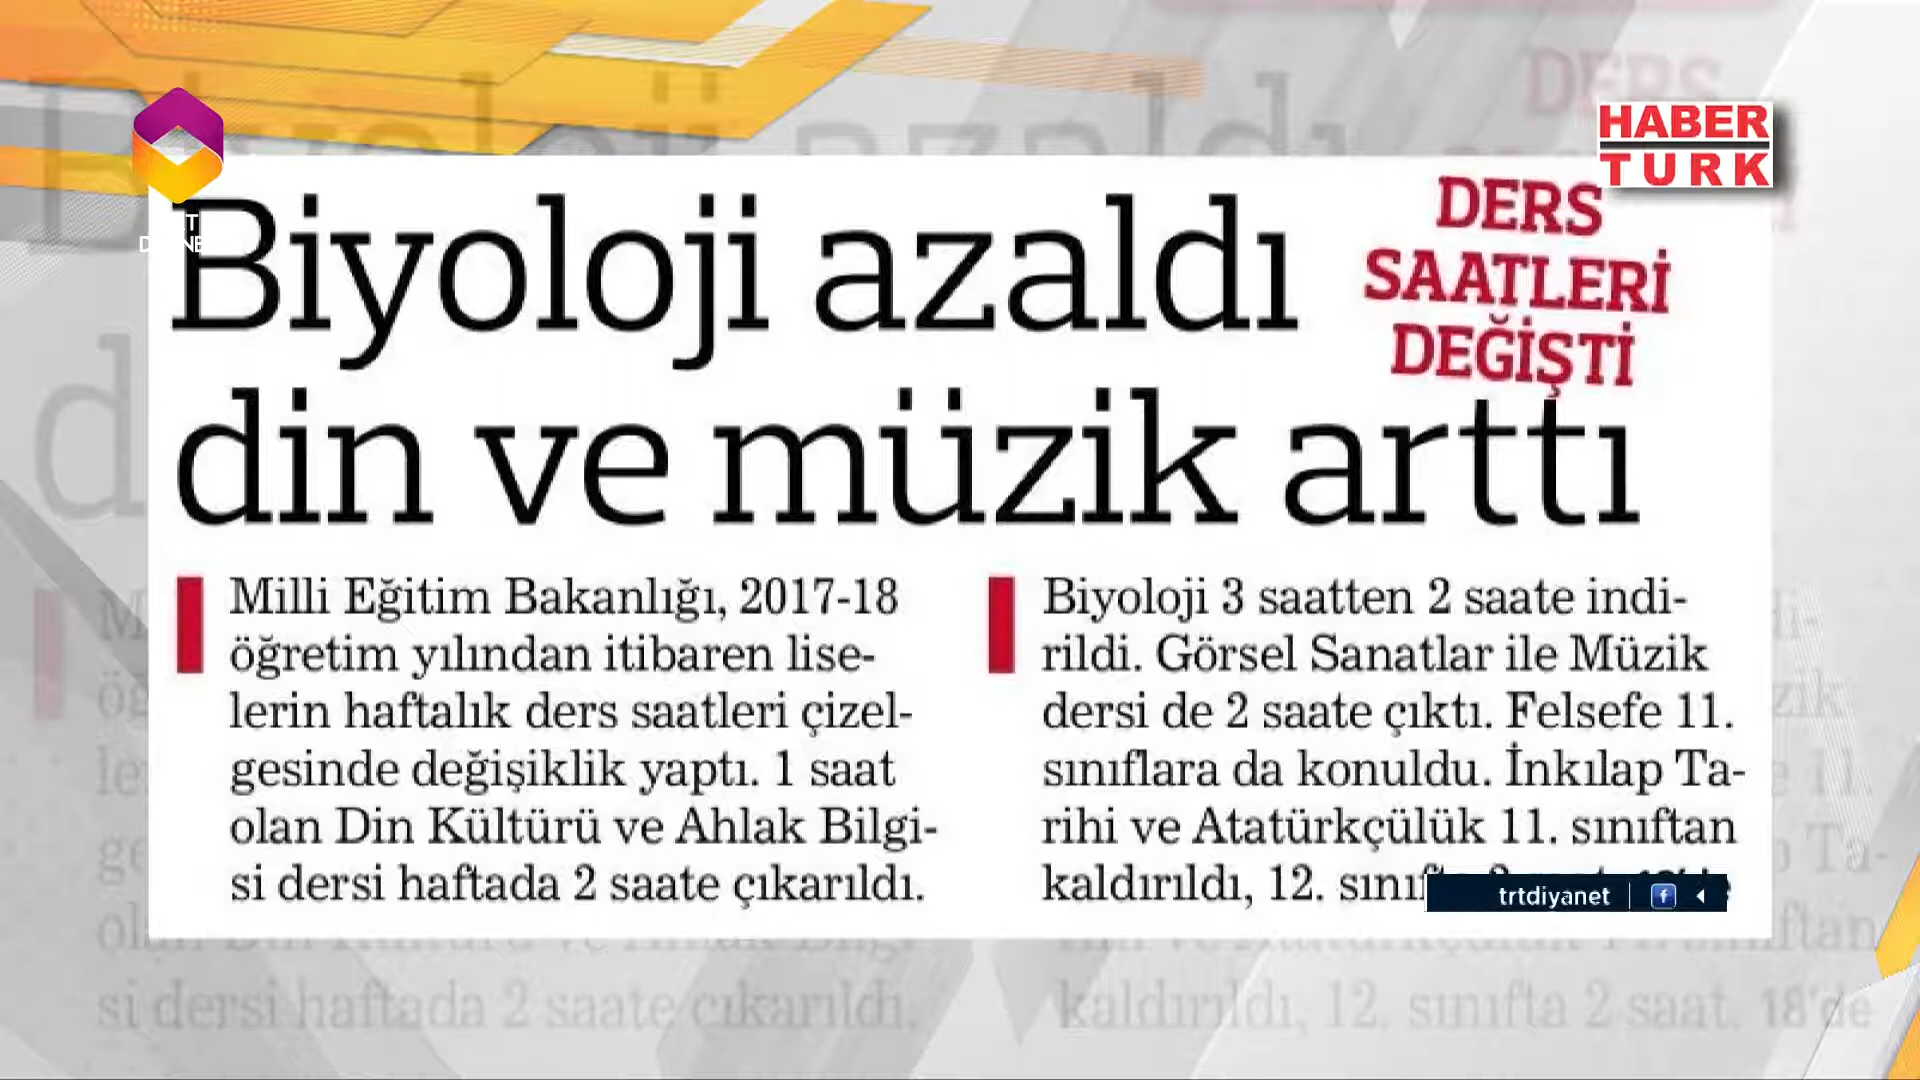 HABER
TURK
DERS
SAATLERİ
DEĞİŞTİ
Biyoloji azaldı
din ve müzik arttı
Milli Eğitim Bakanlığı, 2017-18
öğretim yılından itibaren lise-
lerin haftalık ders saatleri çizel-
gesinde değişiklik yaptı. 1 saat
olan Din Kültürü ve Ahlak Bilgi-
si dersi haftada 2 saate çıkarıldı.
Biyoloji 3 saatten 2 saate indi-
rildi. Görsel Sanatlar ile Müzik
dersi de 2 saate çıktı. Felsefe 11.
sınıflara da konuldu. İnkılap Ta-
rihi ve Atatürkçülük 11. sınıftan
kaldırıldı, 12.
trtdiyanet
si dersi haftada 2 saate çıkarıldı.
kaldırıldı, 12. sınıfta 2 saat. 18'de